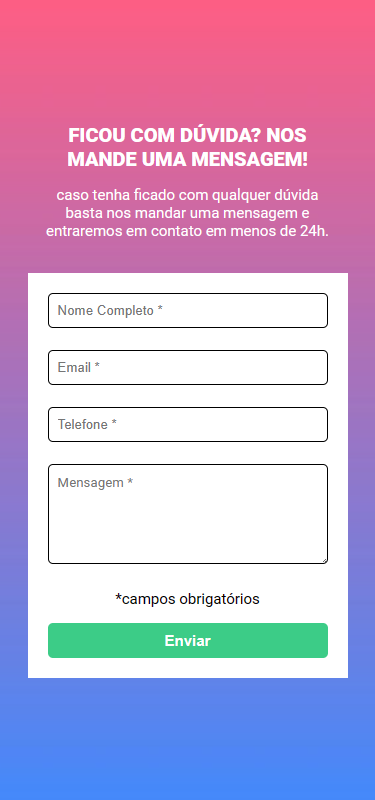 FICOU COM DÚVIDA? NOS
MANDE UMA MENSAGEM!
caso tenha ficado com qualquer dúvida
basta nos mandar uma mensagem e
entraremos em contato em menos de 24h.
Nome Completo *
Email *
Telefone *
Mensagem *
*campos obrigatórios
Enviar